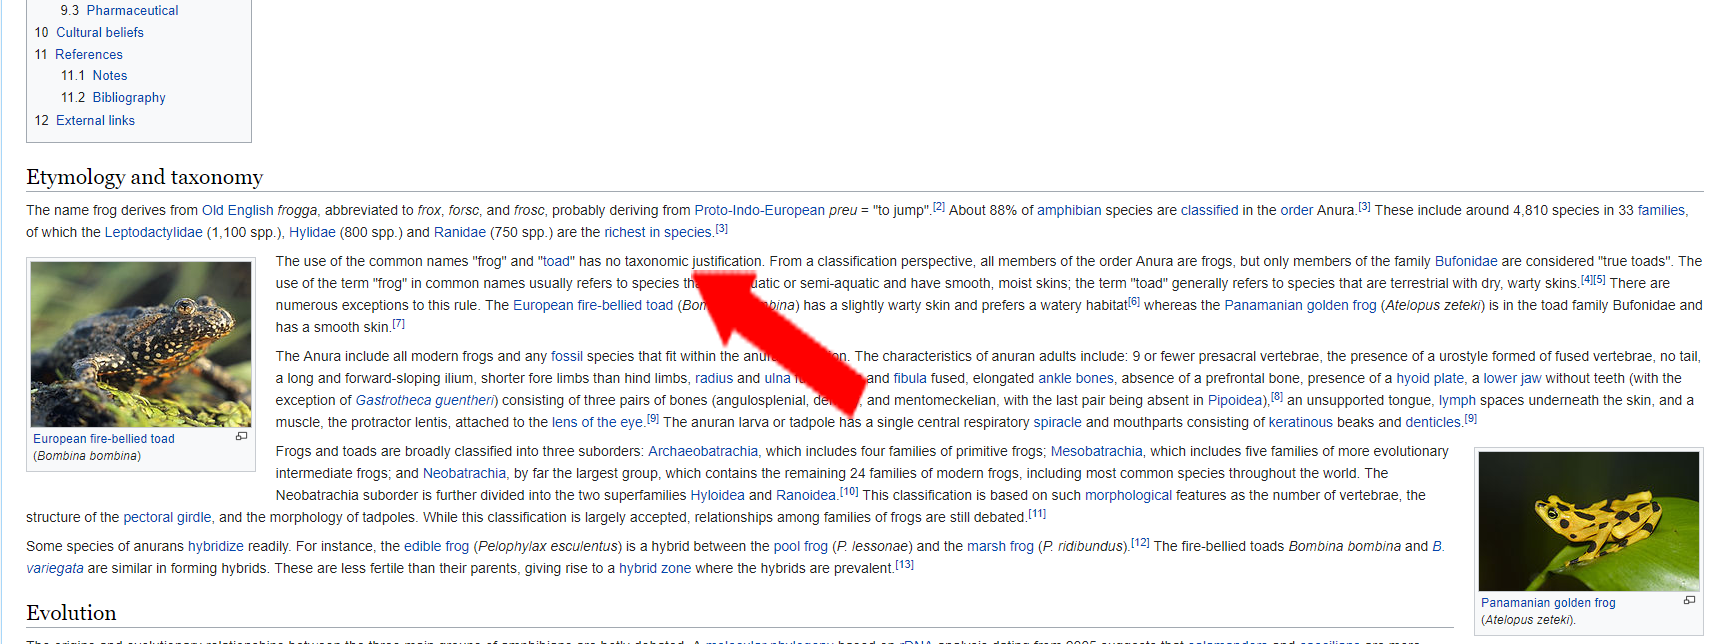 9.3 Pharmaceutical
10 Cultural beliefs
11 References
11.1 Notes
11.2 Bibliography
12 External links
Etymology and taxonomy
The name frog derives from Old English frogga, abbreviated to frox, forsc, and frosc, probably deriving from Proto-Indo-European preu = "to jump".[2] About 88% of amphibian species are classified in the order Anura.[3] These include around 4,810 species in 33 families,
of which the Leptodactylidae (1,100 spp.), Hylidae (800 spp.) and Ranidae (750 spp.) are the richest in species.[3]
The use of the common names "frog" and "toad" has no taxonomic justification. From a classification perspective, all members of the order Anura are frogs, but only members of the family Bufonidae are considered "true toads". The
use of the term "frog" in common names usually refers to species or semi-aquatic and have smooth, moist skins; the term "toad" generally refers to species that are terrestrial with dry, warty skins.[4][5] There are
numerous exceptions to this rule. The European fire-bellied toad ( has a slightly warty skin and prefers a watery habitat[6] whereas the Panamanian golden frog (Atelopus zeteki) is in the toad family Bufonidae and
has a smooth skin.[7]
The Anura include all modern frogs and any fossil species that fit within the The characteristics of anuran adults include: 9 or fewer presacral vertebrae, the presence of a urostyle formed of fused vertebrae, no tail,
a long and forward-sloping ilium, shorter fore limbs than hind limbs, radius and ulna and fibula fused, elongated ankle bones, absence of a prefrontal bone, presence of a hyoid plate, a lower jaw without teeth (with the
exception of Gastrotheca guentheri) consisting of three pairs of bones (angulosplenial, and mentomeckelian, with the last pair being absent in Pipoidea),[8] an unsupported tongue, lymph spaces underneath the skin, and a
muscle, the protractor lentis, attached to the lens of the eye.[9] The anuran larva or tadpole has a single central respiratory spiracle and mouthparts consisting of keratinous beaks and denticles.[9]
European fire-bellied toad
(Bombina bombina)
Frogs and toads are broadly classified into three suborders: Archaeobatrachia, which includes four families of primitive frogs; Mesobatrachia, which includes five families of more evolutionary
intermediate frogs; and Neobatrachia, by far the largest group, which contains the remaining 24 families of modern frogs, including most common species throughout the world. The
Neobatrachia suborder is further divided into the two superfamilies Hyloidea and Ranoidea.[10] This classification is based on such morphological features as the number of vertebrae, the
structure of the pectoral girdle, and the morphology of tadpoles. While this classification is largely accepted, relationships among families of frogs are still debated.[11]
Some species of anurans hybridize readily. For instance, the edible frog (Pelophylax esculentus) is a hybrid between the pool frog (P. lessonae) and the marsh frog (P. ridibundus).[12] The fire-bellied toads Bombina bombina and B.
variegata are similar in forming hybrids. These are less fertile than their parents, giving rise to a hybrid zone where the hybrids are prevalent.[13]
Panamanian golden frog
(Atelopus zeteki).
Evolution